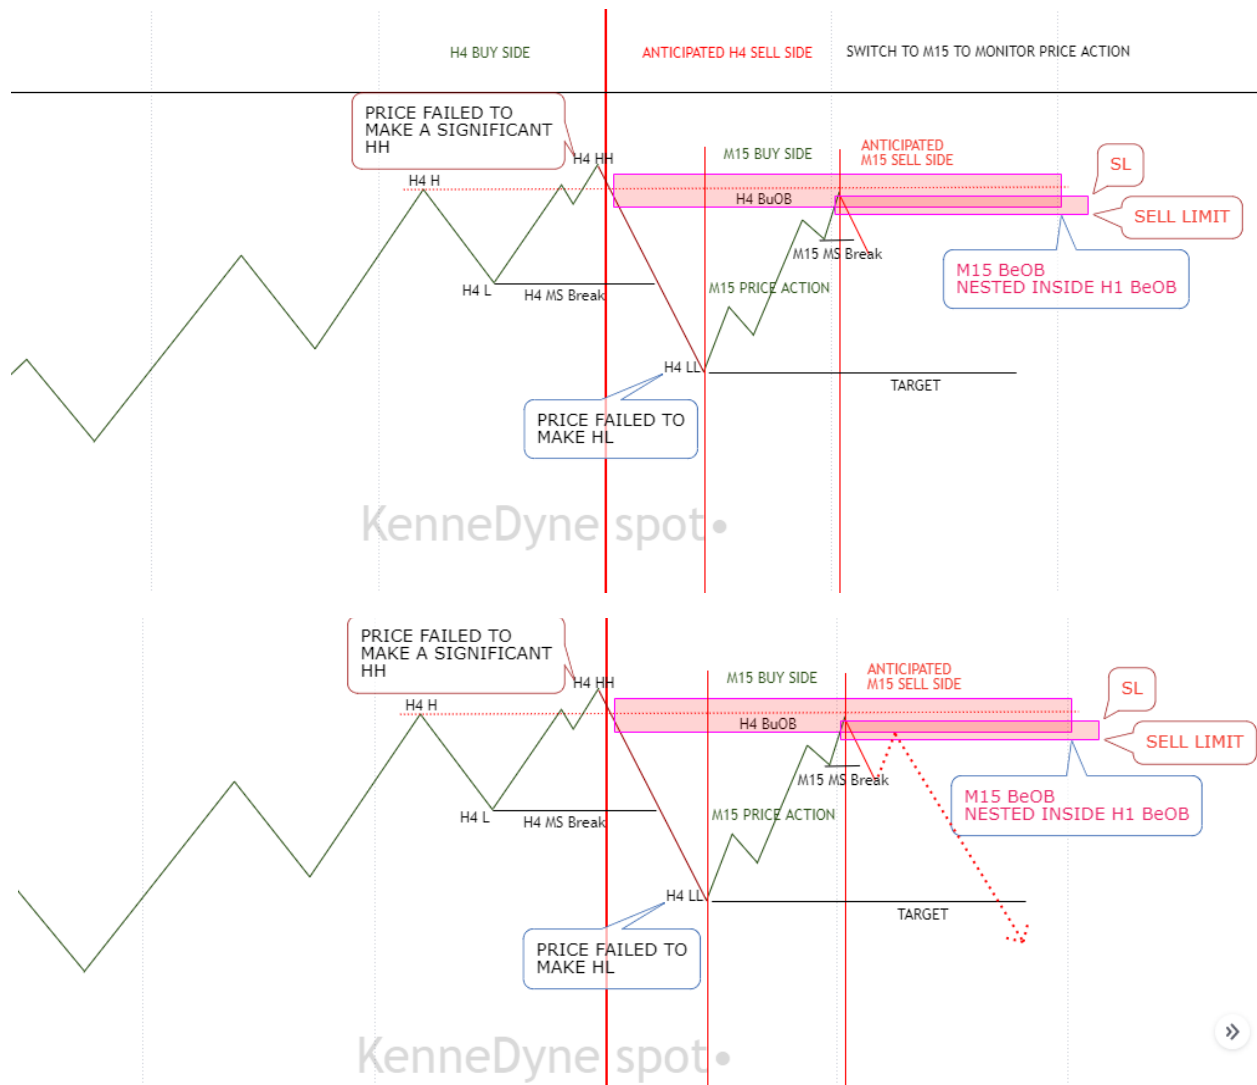 H4 BUY SIDE
ANTICIPATED H4 SELL SIDE
SWITCH TO M15 TO MONITOR PRICE ACTION
PRICE FAILED TO
MAKE A SIGNIFICANT
HH
H4 HH
M15 BUY SIDE
ANTICIPATED
M15 SELL SIDE
SL
H4 H
H4 BuOB
SELL LIMIT
M15 MS Break
M15 BeOB
NESTED INSIDE H1 BeOB
H4 L
H4 MS Break
M15 PRICE ACTION
H4 LL
TARGET
PRICE FAILED TO
MAKE HL
KenneDyne spot
PRICE FAILED TO
MAKE A SIGNIFICANT
HH
H4 HH
M15 BUY SIDE
ANTICIPATED
M15 SELL SIDE
SL
H4 H
H4 BuOB
SELL LIMIT
M15 MS Break
M15 BeOB
NESTED INSIDE H1 BeOB
H4 L
H4 MS Break
M15 PRICE ACTION
H4 LL
TARGET
PRICE FAILED TO
MAKE HL
KenneDyne spot